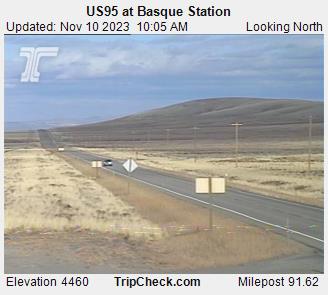 US95 at Basque Station
Updated: Nov 10 2023 10:05 AM Looking North
Elevation 4460 TripCheck.com Milepost 91.62